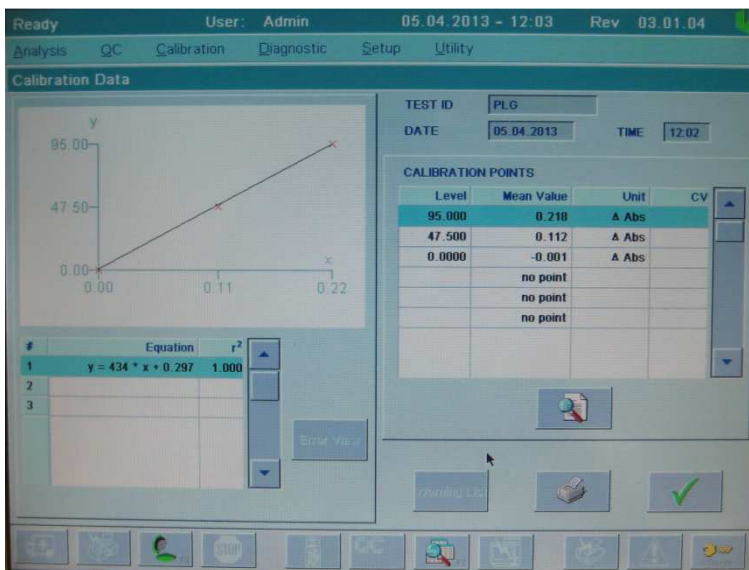 Ready User: Admin 05.04.2013 - 12:03 Rev 03.01.04
Analysis QC Calibration Diagnostic Setup Utility
Calibration Data
y
95.00
47.50
0.00
x
0.00 0.11 0.22
# Equation r²
1 y = 434 * x + 0.297 1.000
2
3
Error View
TEST ID PLG
DATE 05.04.2013 TIME 12:02
CALIBRATION POINTS
Level Mean Value Unit CV
95.000 0.218 Δ Abs
47.500 0.112 Δ Abs
0.0000 -0.001 Δ Abs
no point
no point
no point
Warning List
STOP